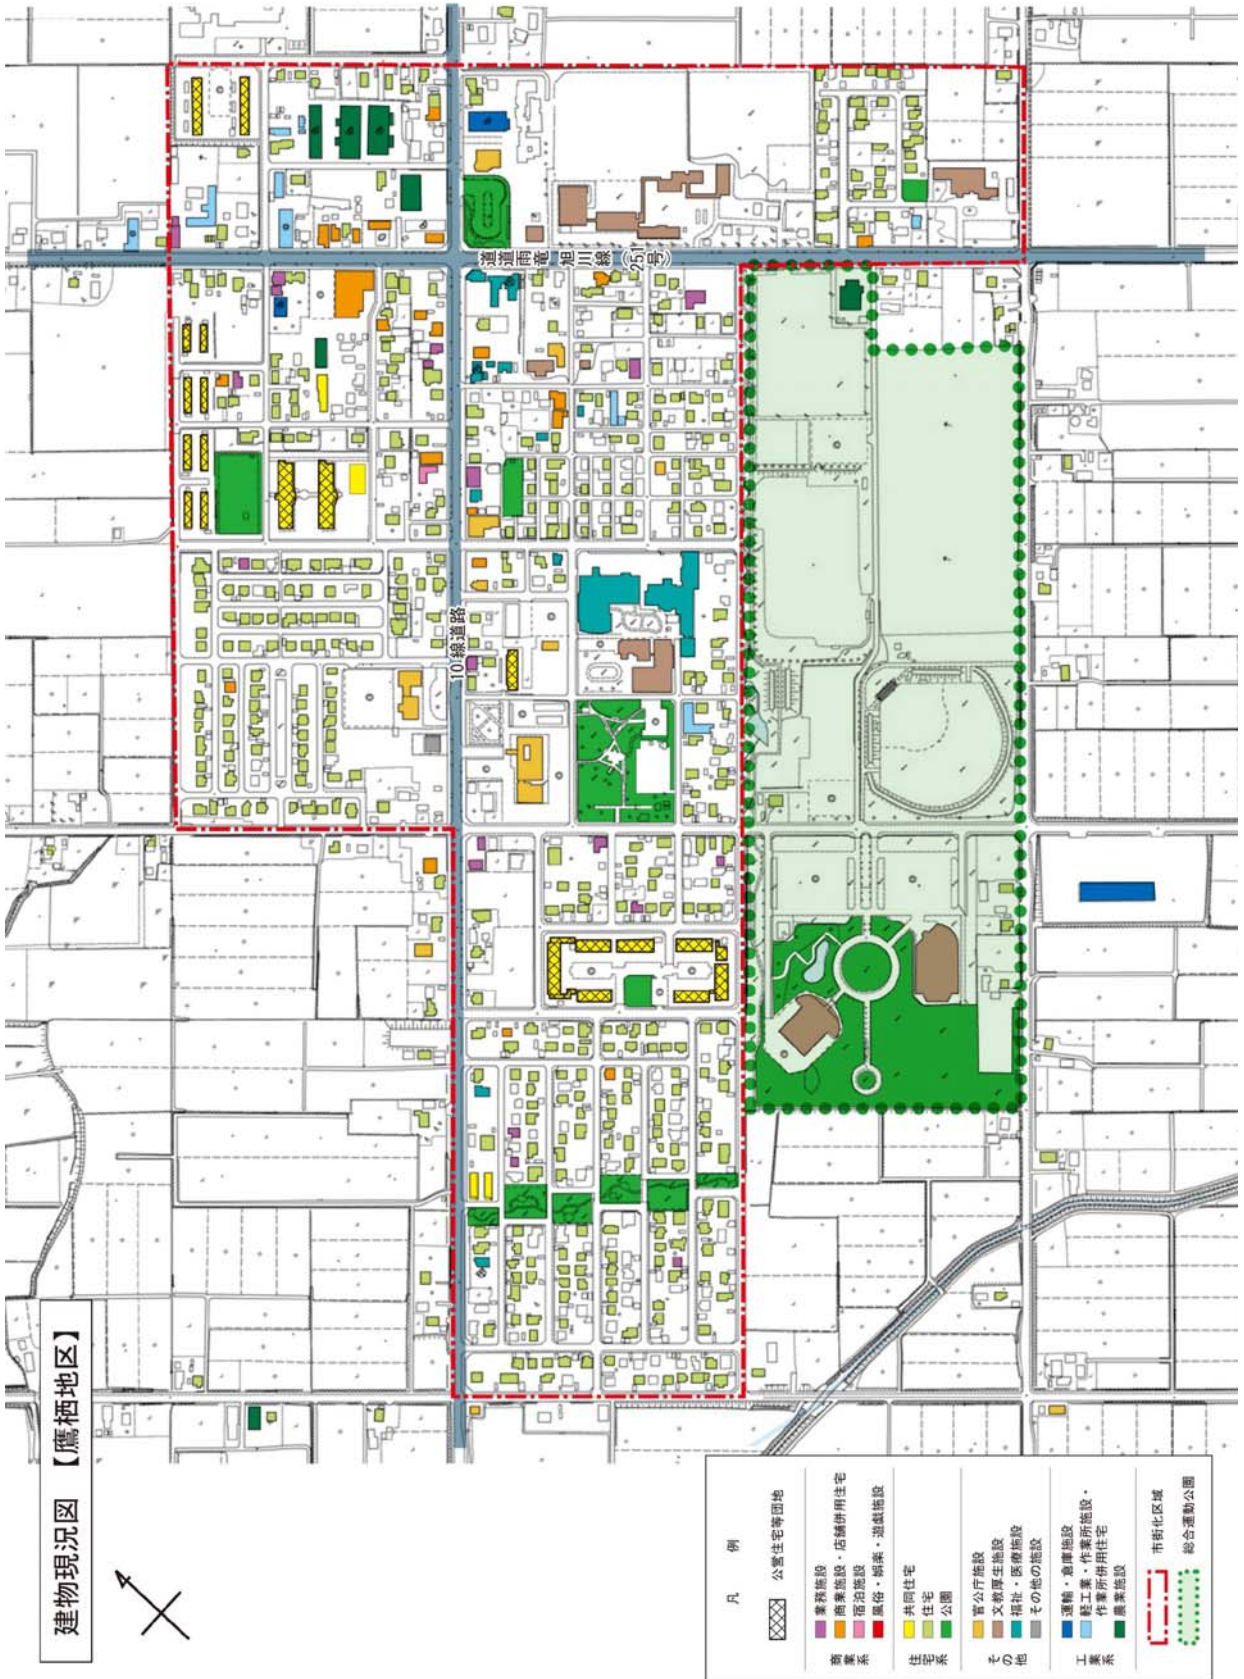 建物現況図 【鷹栖地区】
道道雨竜旭川線(251号)
10線道路
凡 例
公営住宅等団地
商業系
業務施設
商業施設・店舗併用住宅
宿泊施設
風俗・娯楽・遊戯施設
住宅系
共同住宅
住宅
公園
その他
官公庁施設
文教厚生施設
福祉・医療施設
その他の施設
工業系
運輸・倉庫施設
軽工業・作業所施設・
作業所併用住宅
農業施設
市街化区域
総合運動公園